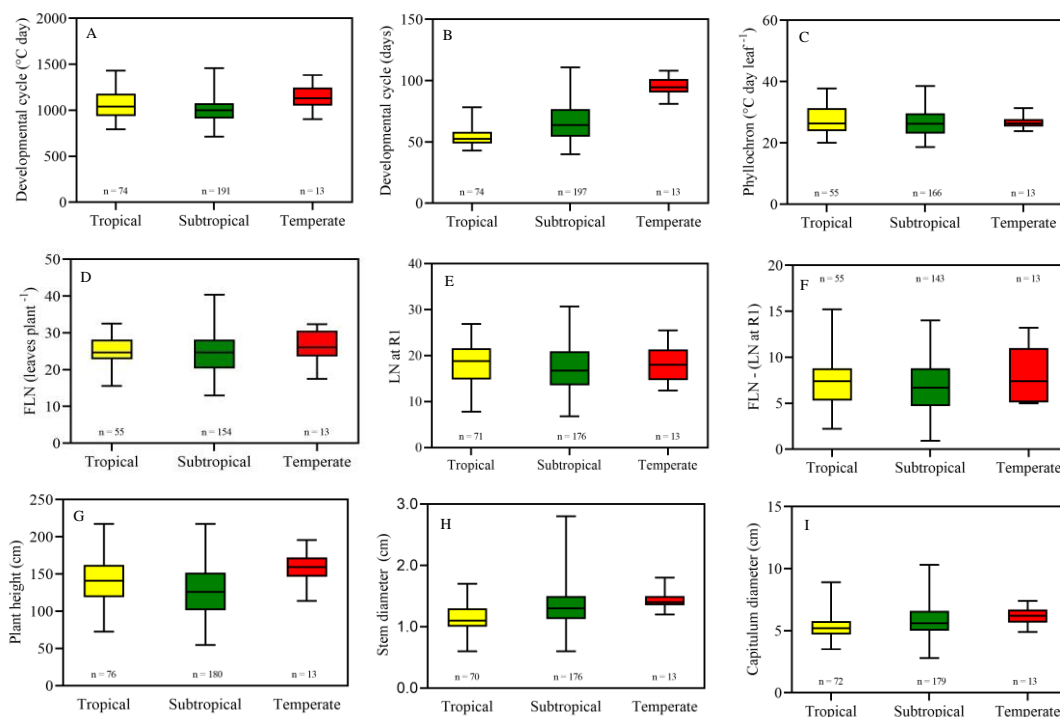 A
Developmental cycle (°C day)
2000
1500
1000
500
0
n = 74 n = 191 n = 13
Tropical Subtropical Temperate
B
Developmental cycle (days)
150
100
50
0
n = 74 n = 197 n = 13
Tropical Subtropical Temperate
C
Phyllochron (°C day leaf⁻¹)
60
40
20
0
n = 55 n = 166 n = 13
Tropical Subtropical Temperate
D
FLN (leaves plant ⁻¹)
50
40
30
20
10
0
n = 55 n = 154 n = 13
Tropical Subtropical Temperate
E
LN at R1
40
30
20
10
0
n = 71 n = 176 n = 13
Tropical Subtropical Temperate
F
FLN - (LN at R1)
20
15
10
5
0
n = 55 n = 143 n = 13
Tropical Subtropical Temperate
G
Plant height (cm)
250
200
150
100
50
0
n = 76 n = 180 n = 13
Tropical Subtropical Temperate
H
Stem diameter (cm)
3.0
2.0
1.0
0.0
n = 70 n = 176 n = 13
Tropical Subtropical Temperate
I
Capitulum diameter (cm)
15
10
5
0
n = 72 n = 179 n = 13
Tropical Subtropical Temperate